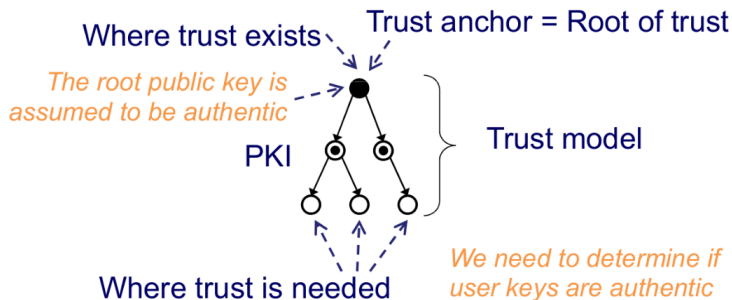 Where trust exists
Trust anchor = Root of trust
The root public key is
assumed to be authentic
PKI
Trust model
Where trust is needed
We need to determine if
user keys are authentic